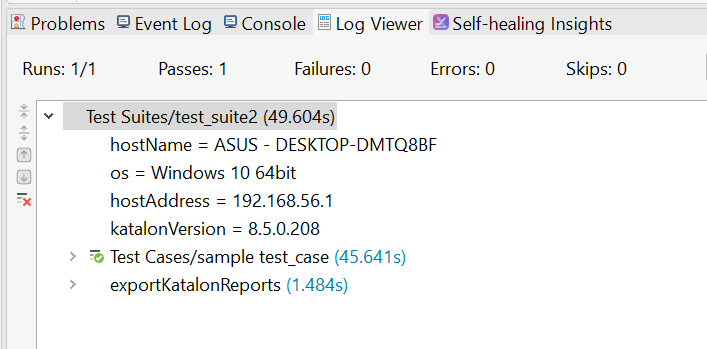 Problems Event Log Console Log Viewer Self-healing Insights
Runs: 1/1 Passes: 1 Failures: 0 Errors: 0 Skips: 0
Test Suites/test_suite2 (49.604s)
hostName = ASUS - DESKTOP-DMTQ8BF
os = Windows 10 64bit
hostAddress = 192.168.56.1
katalonVersion = 8.5.0.208
Test Cases/sample test_case (45.641s)
exportKatalonReports (1.484s)